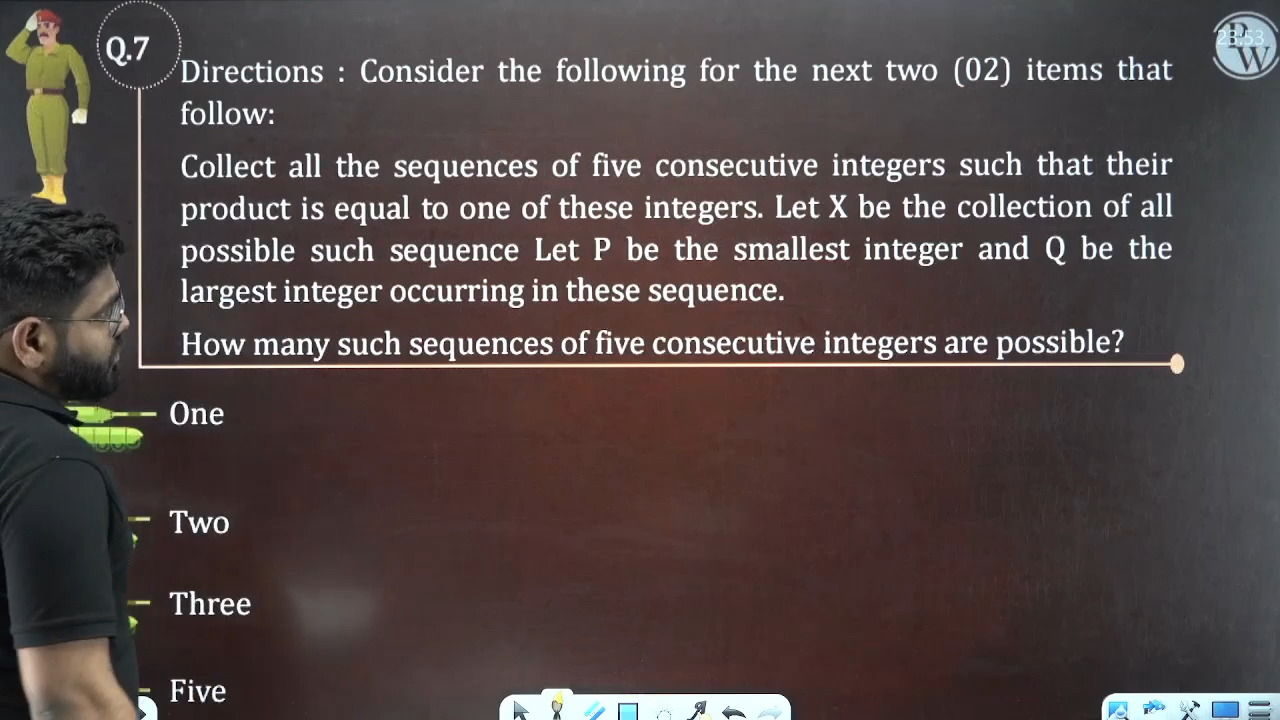 Q.7
23:53
PW
Directions : Consider the following for the next two (02) items that
follow:
Collect all the sequences of five consecutive integers such that their
product is equal to one of these integers. Let X be the collection of all
possible such sequence Let P be the smallest integer and Q be the
largest integer occurring in these sequence.
How many such sequences of five consecutive integers are possible?
One
Two
Three
Five